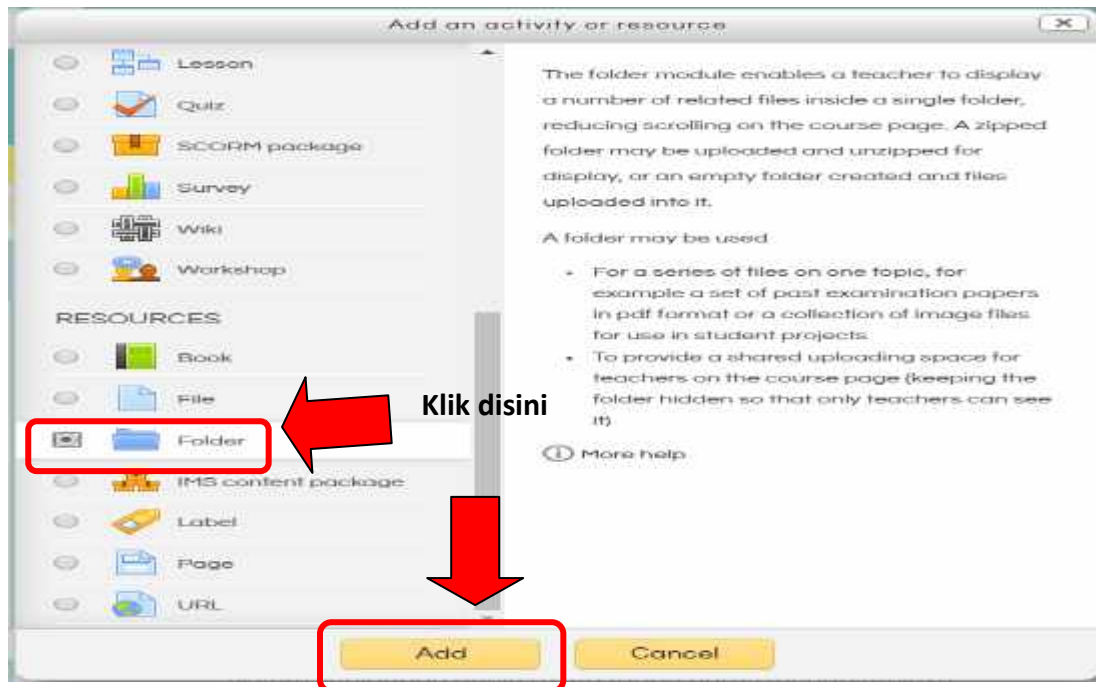 Add an activity or resource
Lesson
Quiz
SCORM package
Survey
Wiki
Workshop
RESOURCES
Book
File
Folder
IMS content package
Label
Page
URL
Klik disini
The folder module enables a teacher to display
a number of related files inside a single folder,
reducing scrolling on the course page. A zipped
folder may be uploaded and unzipped for
display, or an empty folder created and files
uploaded into it.
A folder may be used
• For a series of files on one topic, for
example a set of past examination papers
in pdf format or a collection of image files
for use in student projects
• To provide a shared uploading space for
teachers on the course page (keeping the
folder hidden so that only teachers can see
it)
More help
Add
Cancel